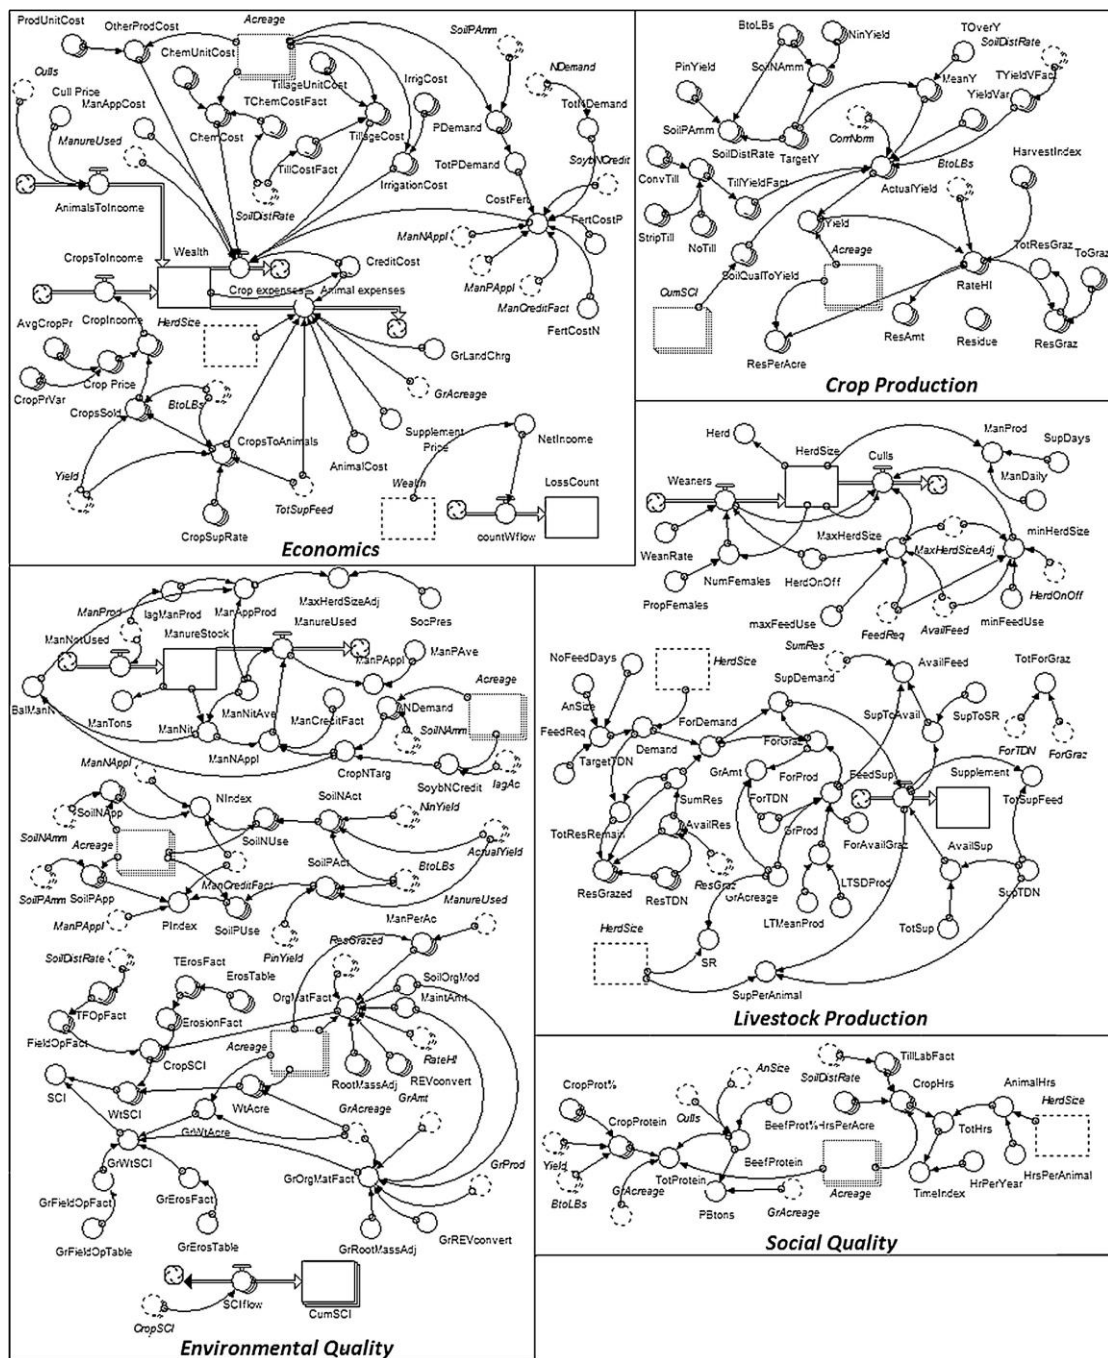 ProdUnitCost
OtherProdCost
Acreage
ChemUnitCost
SoilPAmm
Culls
Cull Price
ManAppCost
TillageUnitCost
IrrigCost
NDemand
TChemCostFact
TotNDemand
ManureUsed
ChemCost
TillageCost
PDemand
TillCostFact
IrrigationCost
TotPDemand
SoybNCredit
AnimalsToIncome
SoilDistRate
CostFert
FertCostP
ManNAppl
Wealth
CropsToIncome
CreditCost
Crop expenses
Animal expenses
ManPAppl
ManCreditFact
AvgCropPr
CropIncome
HerdSize
FertCostN
GrLandChrg
Crop Price
CropPrVar
BtoLBs
GrAcreage
CropsSold
CropsToAnimals
Supplement
Price
NetIncome
AnimalCost
Yield
Wealth
LossCount
TotSupFeed
CropSupRate
countWflow
Economics
BtoLBs
NinYield
TOverY
SoilDistRate
PinYield
SoilNAmm
MeanY
TYieldVFact
YieldVar
SoilPAmm
CorrNorm
SoilDistRate
TargetY
BtoLBs
HarvestIndex
ConvTill
TillYieldFact
ActualYield
StripTill
NoTill
Yield
Acreage
TotResGraz
ToGraz
SoilQualToYield
CumSCI
RateHI
ResPerAcre
ResAmt
Residue
ResGraz
Crop Production
Herd
HerdSize
Culls
ManProd
SupDays
Weaners
ManDaily
MaxHerdSize
minHerdSize
WeanRate
MaxHerdSizeAdj
NumFemales
HerdOnOff
HerdOnOff
PropFemales
maxFeedUse
FeedReq
AvailFeed
minFeedUse
SumRes
NoFeedDays
HerdSize
AvailFeed
TotForGraz
SupDemand
AnSize
ForDemand
SupToAvail
SupToSR
FeedReq
Demand
ForGraz
TargetTDN
ForTDN
ForGraz
GrAmt
ForProd
FeedSup
Supplement
SumRes
ForTDN
TotSupFeed
TotResRemain
AvailRes
GrProd
ForAvailGraz
AvailSup
ResGrazed
ResTDN
ResGraz
GrAcreage
LTSDProd
SupTDN
LTMeanProd
TotSup
HerdSize
SR
SupPerAnimal
Livestock Production
ManProd
lagManProd
ManAppProd
MaxHerdSizeAdj
SocPres
ManNotUsed
ManureStock
ManureUsed
ManPAppl
ManPAve
Acreage
BalManN
ManTons
ManNitAve
ManCreditFact
NDemand
ManNit
SoilNAmm
ManNAppl
ManNAppl
CropNTarg
SoybNCredit
lagAc
SoilNApp
NIndex
SoilNAct
NinYield
SoilNAmm
Acreage
SoilNUse
ActualYield
SoilPAct
BtoLBs
SoilPAmm
SoilPApp
ManCreditFact
ManureUsed
ManPAppl
PIndex
SoilPUse
ManPerAc
PinYield
ResGrazed
SoilDistRate
TErosFact
ErosTable
OrgMatFact
SoilOrgMod
MaintAmt
TFOpFact
ErosionFact
FieldOpFact
Acreage
RateHI
CropSCI
RootMassAdj
REVconvert
SCI
WtSCI
WtAcre
GrAcreage
GrAmt
GrWtAcre
GrWtSCI
GrOrgMatFact
GrProd
GrFieldOpFact
GrErosFact
GrFieldOpTable
GrErosTable
GrRootMassAdj
GrREVconvert
SCIflow
CumSCI
CropSCI
Environmental Quality
TillLabFact
SoilDistRate
AnSize
CropHrs
AnimalHrs
HerdSize
CropProt%
Culls
CropProtein
BeefProt%
HrsPerAcre
TotHrs
Yield
BtoLBs
GrAcreage
TotProtein
BeefProtein
Acreage
TimeIndex
HrPerYear
HrsPerAnimal
PBtons
GrAcreage
Social Quality